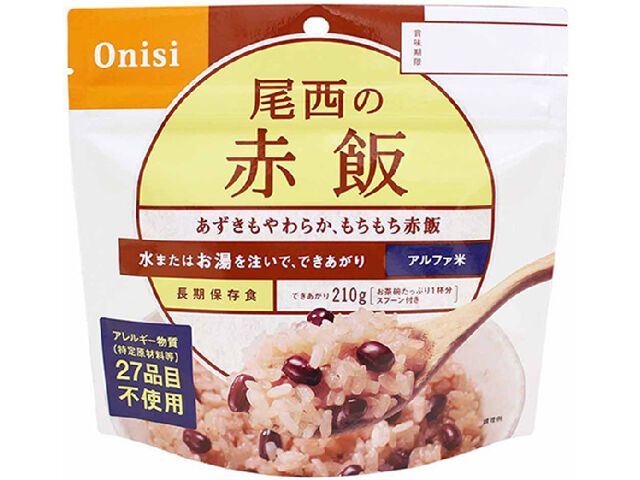 Onisi
賞味期限
尾西の
赤飯
あずきもやわらか、もちもち赤飯
水またはお湯を注いで、できあがり
アルファ米
長期保存食
できあがり210g [お茶碗たっぷり1杯分 スプーン付き]
アレルギー物質
(特定原材料等)
27品目
不使用
調理例